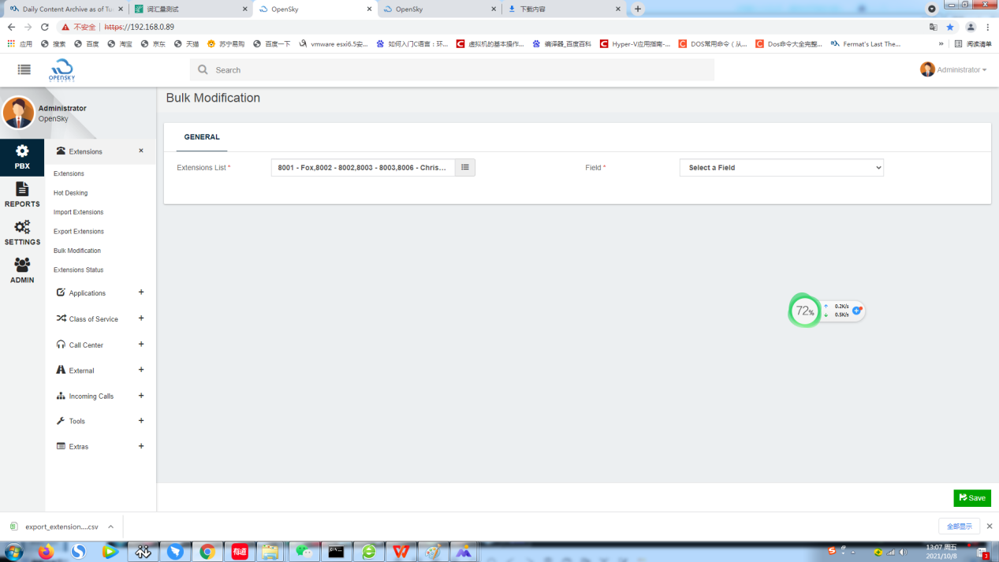 Daily Content Archive as of Tu
词汇量测试
OpenSky
OpenSky
下载内容
不安全 https://192.168.0.89
应用 搜索 百度 淘宝 京东 天猫 苏宁易购 百度一下 vmware esxi6.5安... 如何入门C语言：环... 虚拟机的基本操作... 编译器_百度百科 Hyper-V应用指南-... DOS常用命令（从... Dos命令大全完整... Fermat's Last The... » 阅读清单
OPENSKY
Search
Administrator
Administrator
OpenSky
Bulk Modification
GENERAL
Extensions List *
8001 - Fox,8002 - 8002,8003 - 8003,8006 - Chris...
Field *
Select a Field
PBX
REPORTS
SETTINGS
ADMIN
Extensions
Extensions
Hot Desking
Import Extensions
Export Extensions
Bulk Modification
Extensions Status
Applications
Class of Service
Call Center
External
Incoming Calls
Tools
Extras
72%
0.2K/s
0.5K/s
Save
export_extension....csv
全部显示
有道
13:07 周五
2021/10/8
3